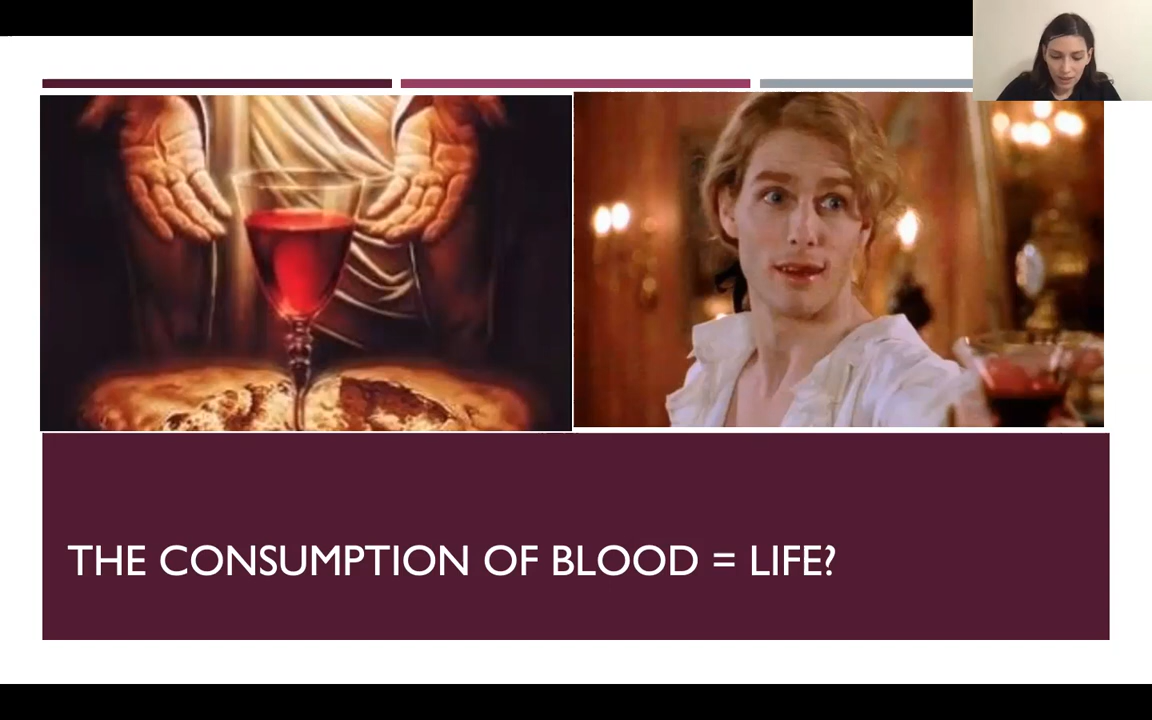 THE CONSUMPTION OF BLOOD = LIFE?